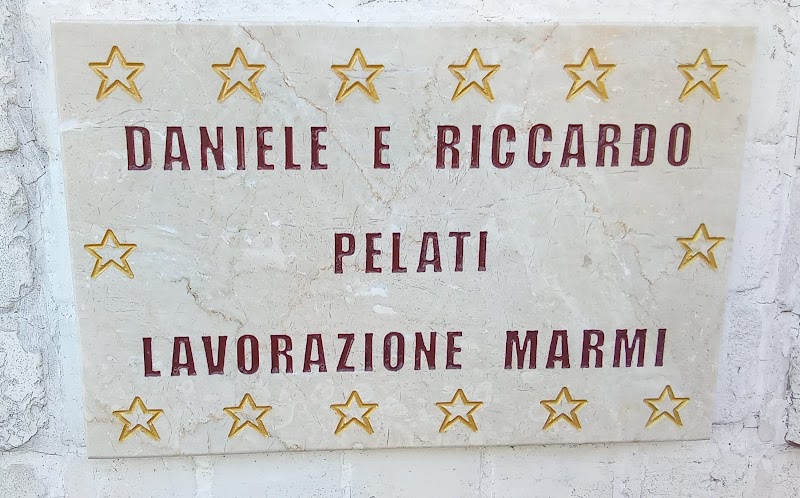 DANIELE E RICCARDO
PELATI
LAVORAZIONE MARMI